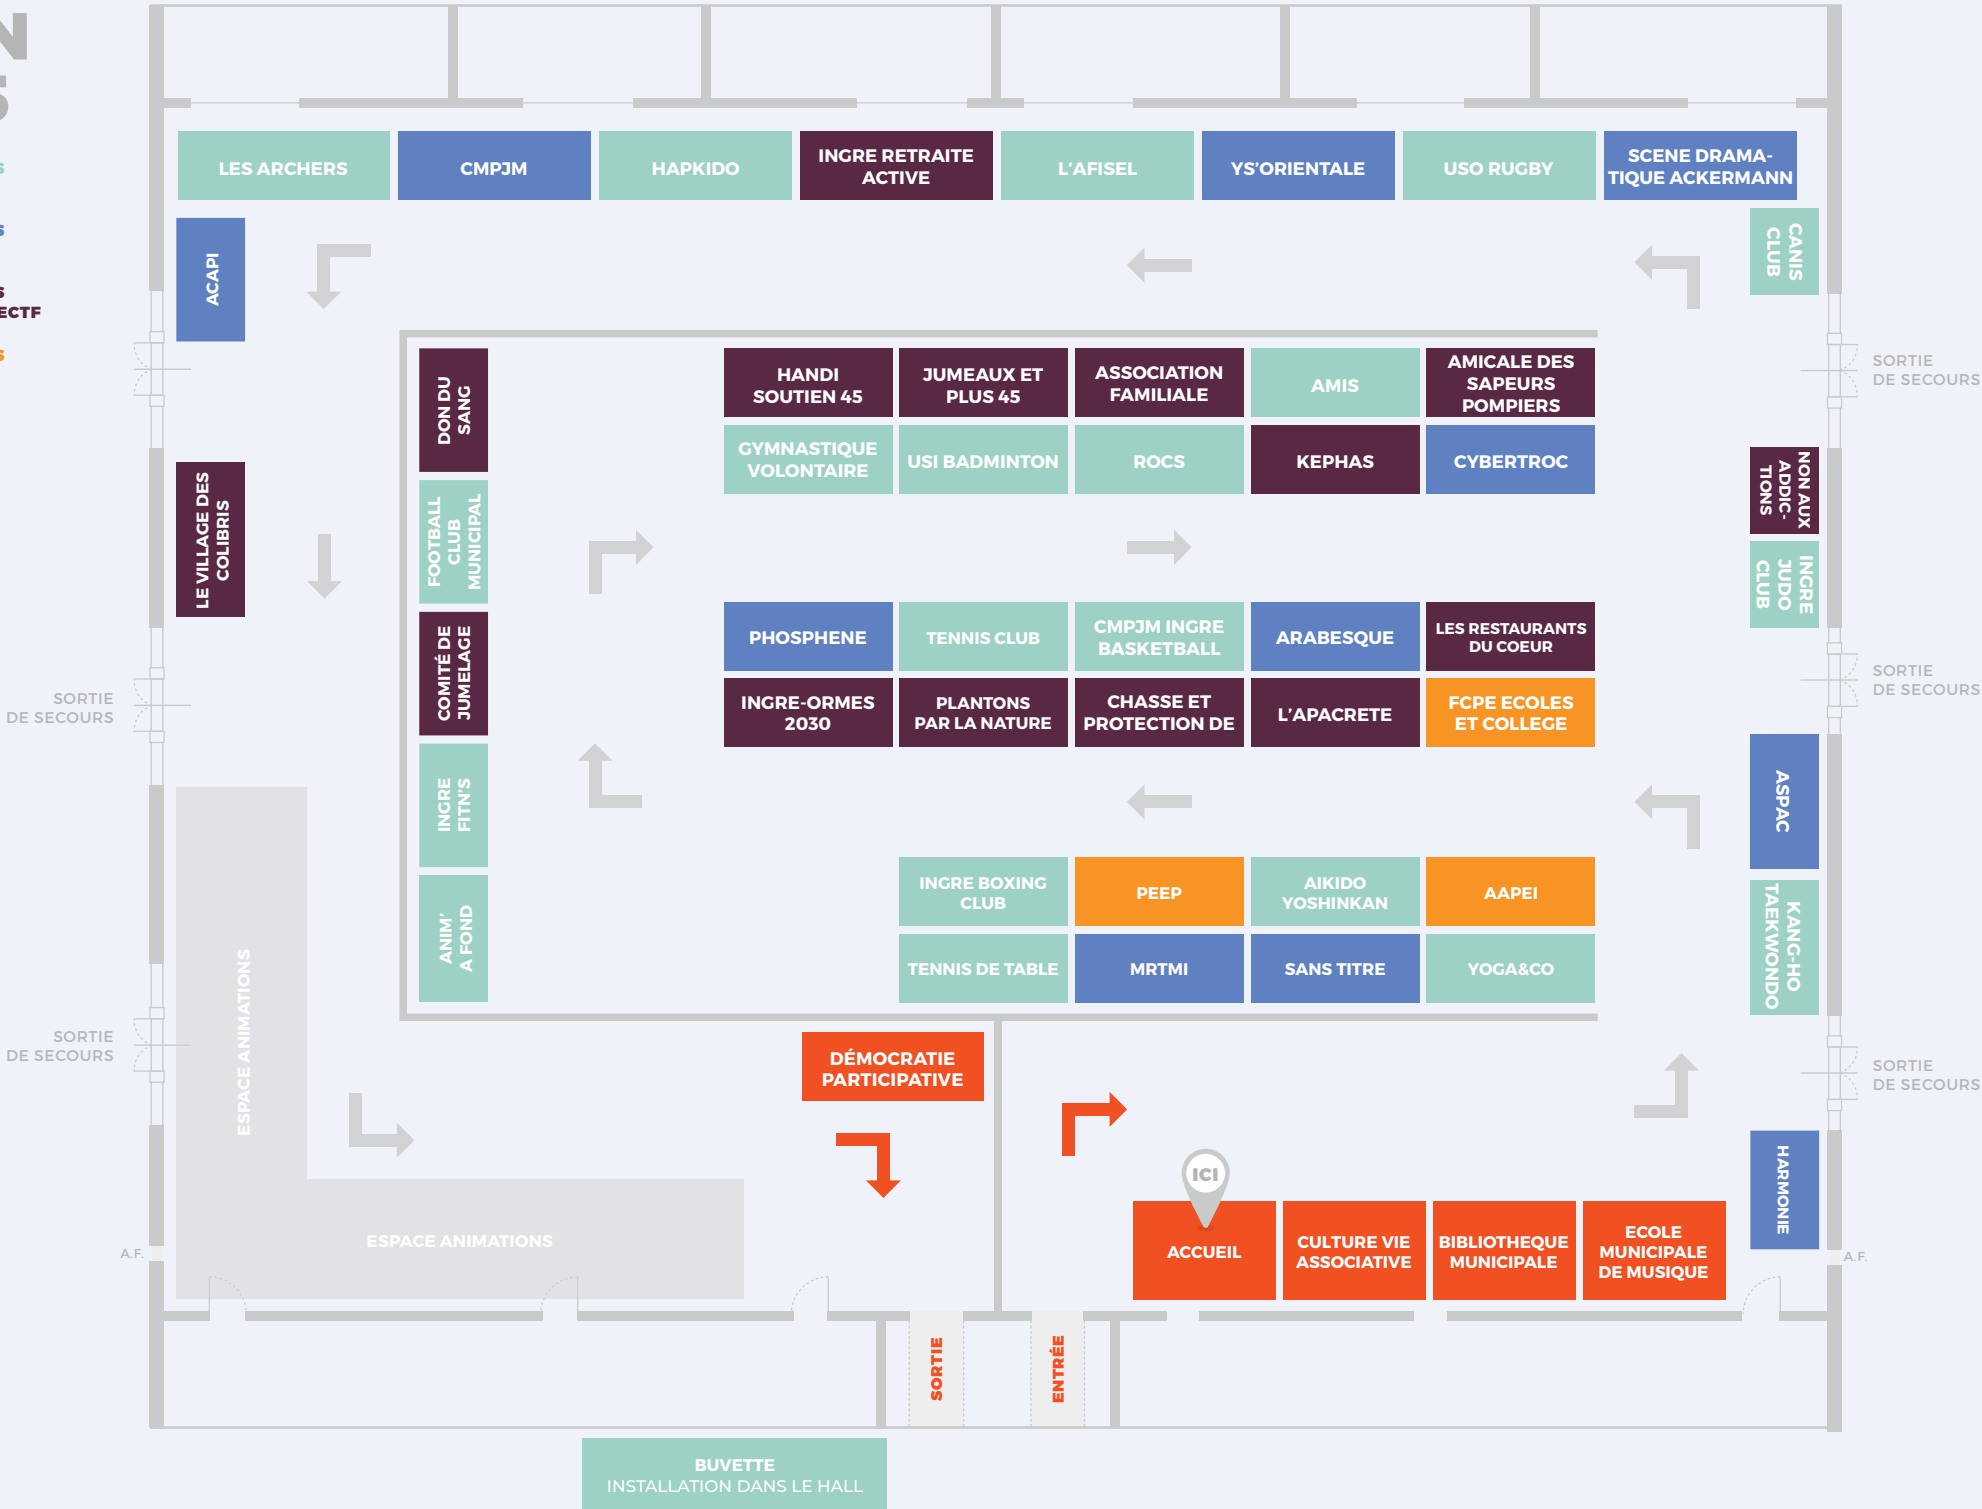 N
S
S
S
S
ECTF
S
LES ARCHERS
CMPJM
HAPKIDO
INGRE RETRAITE
ACTIVE
L'AFISEL
YS'ORIENTALE
USO RUGBY
SCENE DRAMA-
TIQUE ACKERMANN
ACAPI
CANIS
CLUB
SORTIE
DE SECOURS
DON DU
SANG
HANDI
SOUTIEN 45
JUMEAUX ET
PLUS 45
ASSOCIATION
FAMILIALE
AMIS
AMICALE DES
SAPEURS
POMPIERS
GYMNASTIQUE
VOLONTAIRE
USI BADMINTON
ROCS
KEPHAS
CYBERTROC
LE VILLAGE DES
COLIBRIS
FOOTBALL
CLUB
MUNICIPAL
NON AUX
ADDIC-
TIONS
INGRE
JUDO
CLUB
COMITÉ DE
JUMELAGE
PHOSPHENE
TENNIS CLUB
CMPJM INGRE
BASKETBALL
ARABESQUE
LES RESTAURANTS
DU COEUR
INGRE-ORMES
2030
PLANTONS
PAR LA NATURE
CHASSE ET
PROTECTION DE
L'APACRETE
FCPE ECOLES
ET COLLEGE
SORTIE
DE SECOURS
SORTIE
DE SECOURS
INGRE
FITN'S
ASPAC
ANIM'
A FOND
INGRE BOXING
CLUB
PEEP
AIKIDO
YOSHINKAN
AAPEI
TENNIS DE TABLE
MRTMI
SANS TITRE
YOGA&CO
KANG-HO
TAEKWONDO
SORTIE
DE SECOURS
ESPACE ANIMATIONS
DÉMOCRATIE
PARTICIPATIVE
SORTIE
DE SECOURS
ICI
HARMONIE
ESPACE ANIMATIONS
ACCUEIL
CULTURE VIE
ASSOCIATIVE
BIBLIOTHEQUE
MUNICIPALE
ECOLE
MUNICIPALE
DE MUSIQUE
A.F.
A.F.
SORTIE
ENTRÉE
BUVETTE
INSTALLATION DANS LE HALL